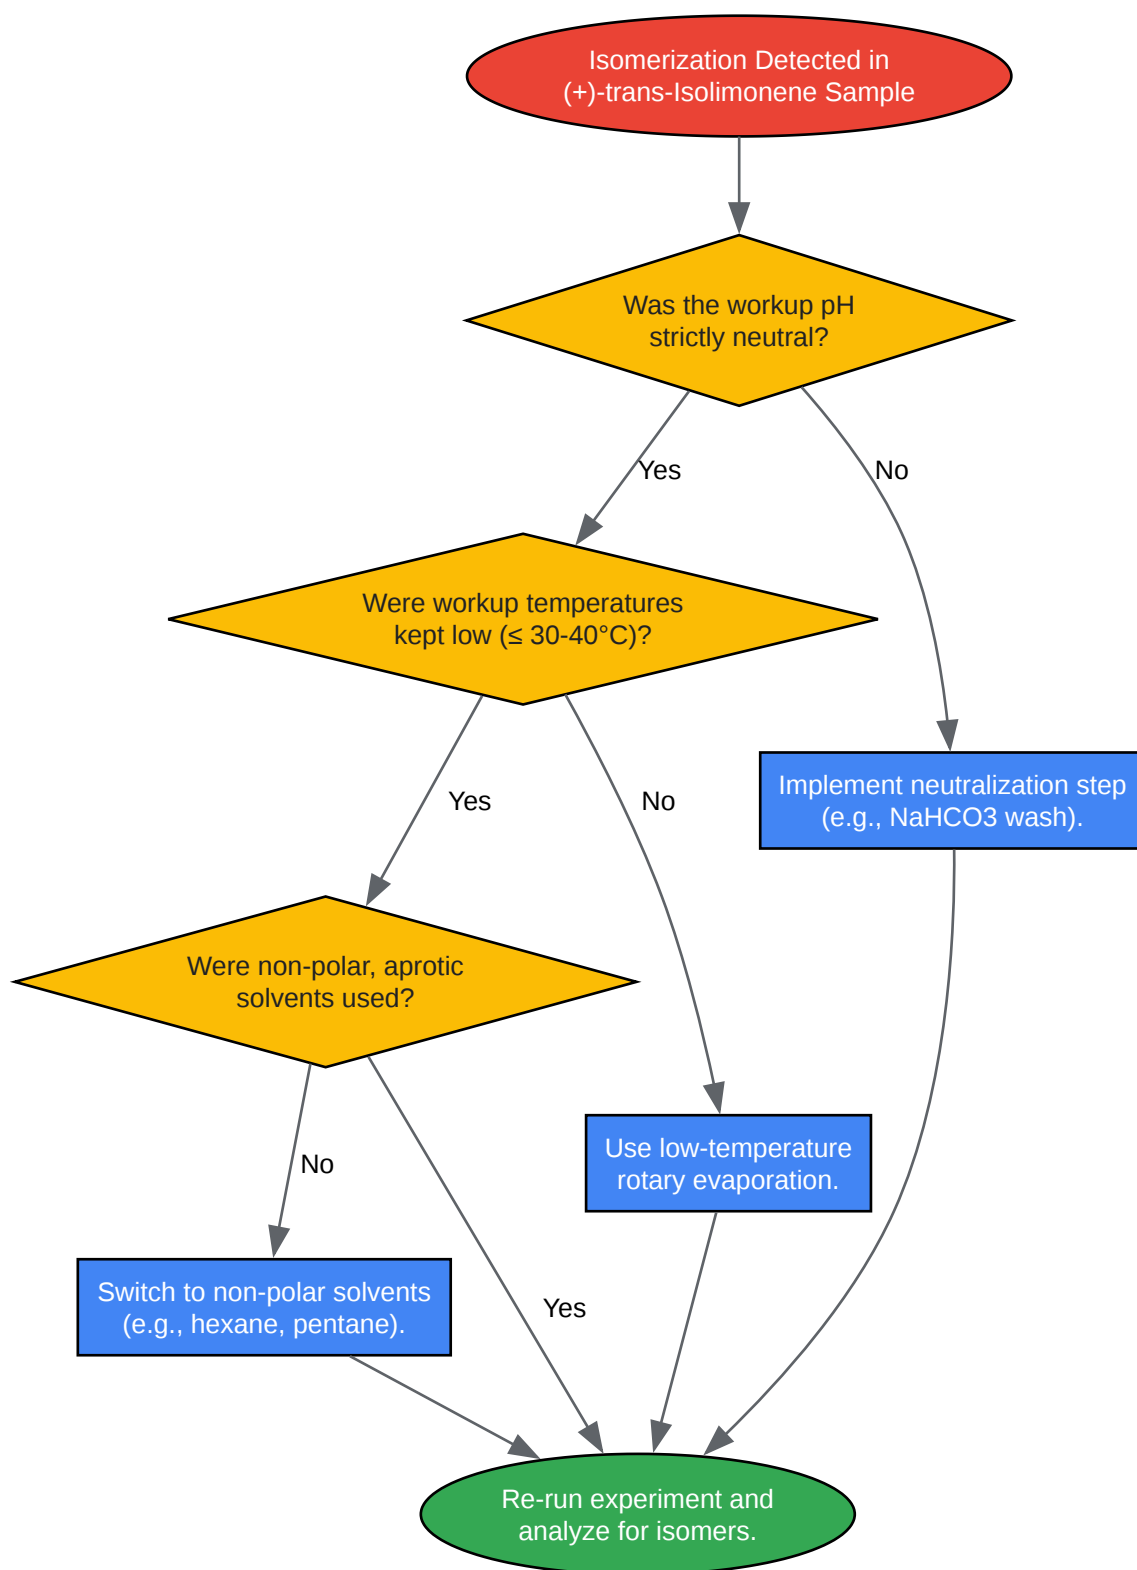 Isomerization Detected in
(+)-trans-Isolimonene Sample
Was the workup pH
strictly neutral?
Yes
No
Were workup temperatures
kept low (≤ 30-40°C)?
Yes
No
Implement neutralization step
(e.g., NaHCO3 wash).
Were non-polar, aprotic
solvents used?
No
Yes
Use low-temperature
rotary evaporation.
Switch to non-polar solvents
(e.g., hexane, pentane).
Re-run experiment and
analyze for isomers.